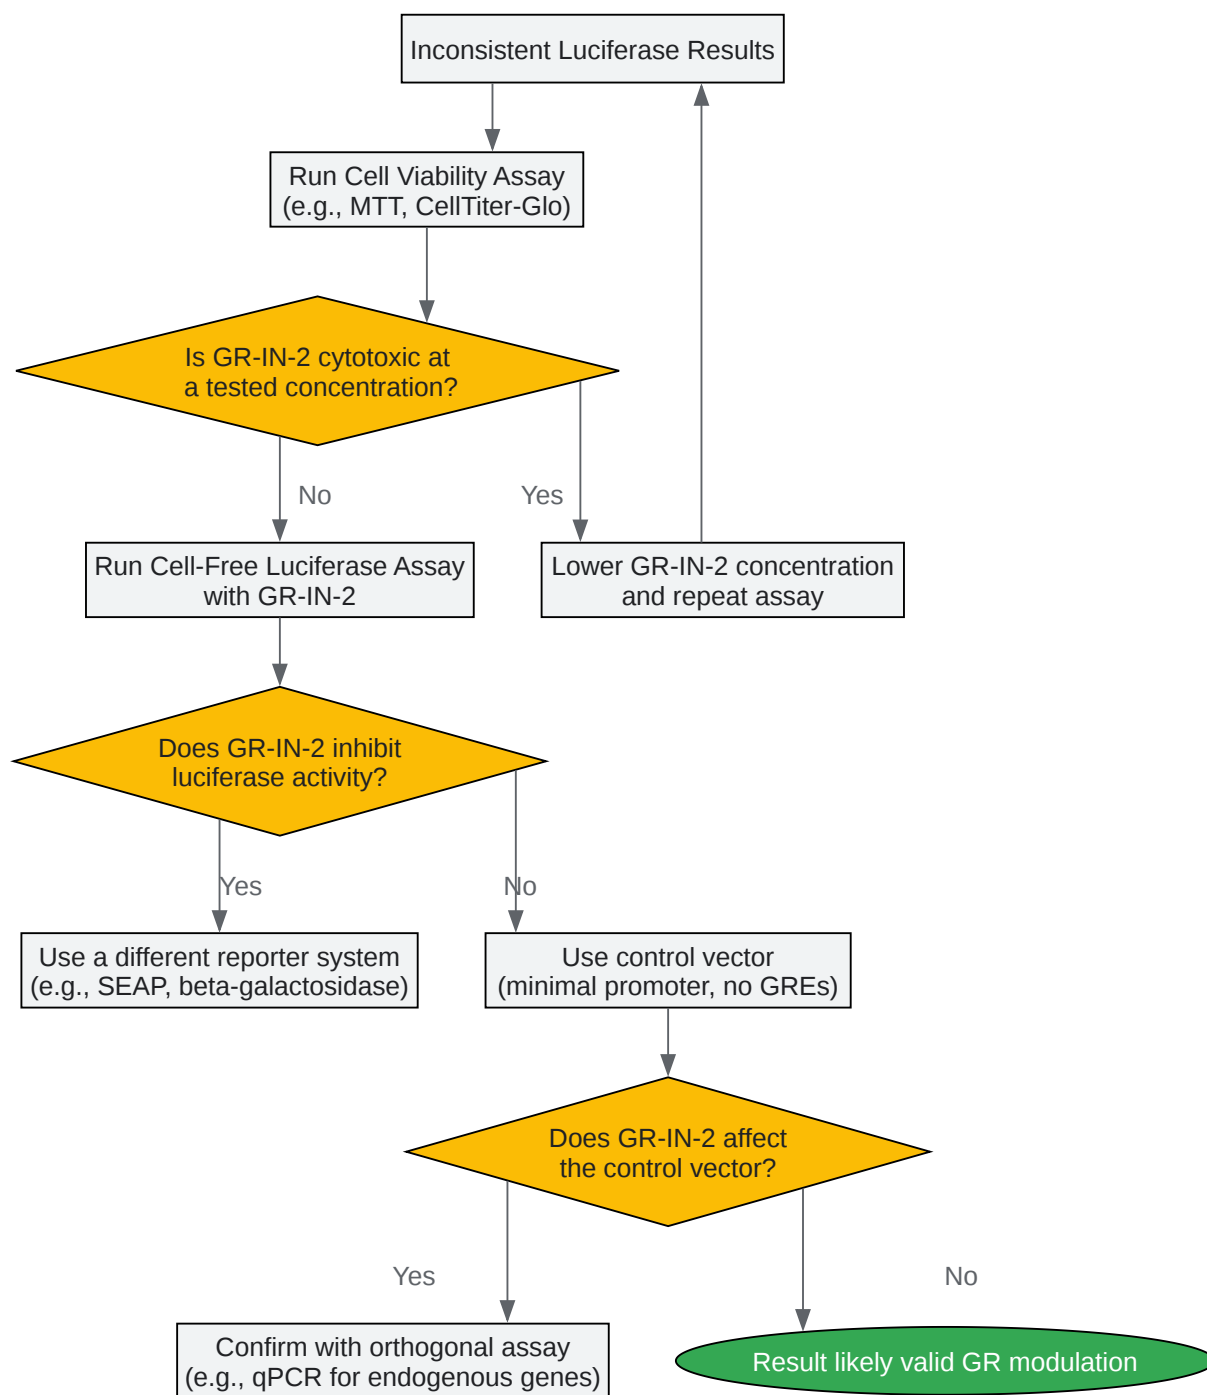 Inconsistent Luciferase Results
Run Cell Viability Assay
(e.g., MTT, CellTiter-Glo)
Is GR-IN-2 cytotoxic at
a tested concentration?
No
Yes
Run Cell-Free Luciferase Assay
with GR-IN-2
Lower GR-IN-2 concentration
and repeat assay
Does GR-IN-2 inhibit
luciferase activity?
Yes
No
Use a different reporter system
(e.g., SEAP, beta-galactosidase)
Use control vector
(minimal promoter, no GREs)
Does GR-IN-2 affect
the control vector?
Yes
No
Confirm with orthogonal assay
(e.g., qPCR for endogenous genes)
Result likely valid GR modulation